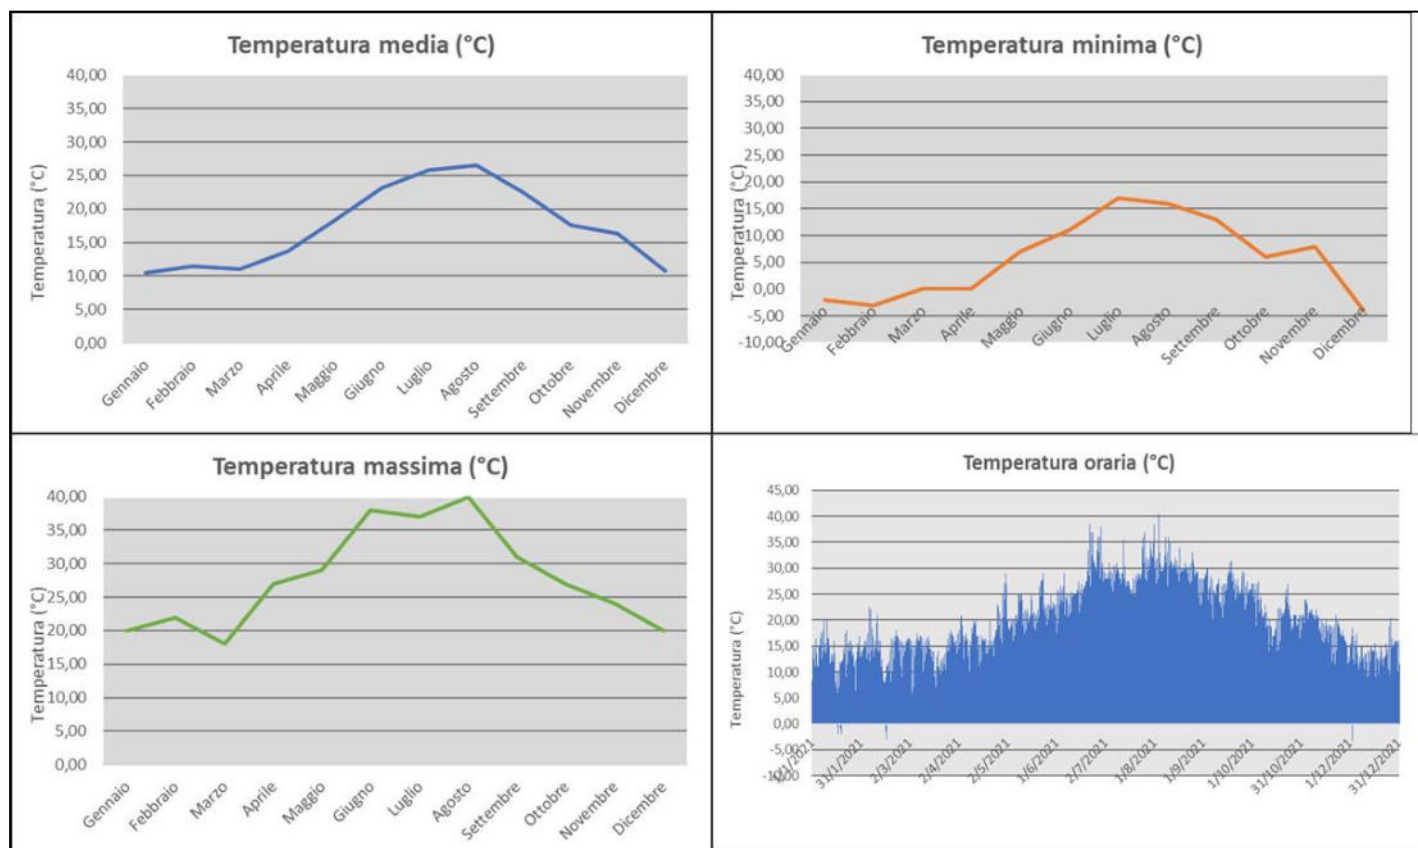 Temperatura media (°C)
40,00
35,00
30,00
25,00
20,00
15,00
10,00
5,00
0,00
Temperatura (°C)
Gennaio
Febbraio
Marzo
Aprile
Maggio
Giugno
Luglio
Agosto
Settembre
Ottobre
Novembre
Dicembre
Temperatura minima (°C)
40,00
35,00
30,00
25,00
20,00
15,00
10,00
5,00
0,00
-5,00
-10,00
Temperatura (°C)
Gennaio
Febbraio
Marzo
Aprile
Maggio
Giugno
Luglio
Agosto
Settembre
Ottobre
Novembre
Dicembre
Temperatura massima (°C)
40,00
35,00
30,00
25,00
20,00
15,00
10,00
5,00
0,00
Temperatura (°C)
Gennaio
Febbraio
Marzo
Aprile
Maggio
Giugno
Luglio
Agosto
Settembre
Ottobre
Novembre
Dicembre
Temperatura oraria (°C)
45,00
40,00
35,00
30,00
25,00
20,00
15,00
10,00
5,00
0,00
-5,00
-10,00
Temperatura (°C)
1/1/2021
31/1/2021
2/3/2021
2/4/2021
2/5/2021
1/6/2021
2/7/2021
1/8/2021
1/9/2021
1/10/2021
31/10/2021
1/12/2021
31/12/2021